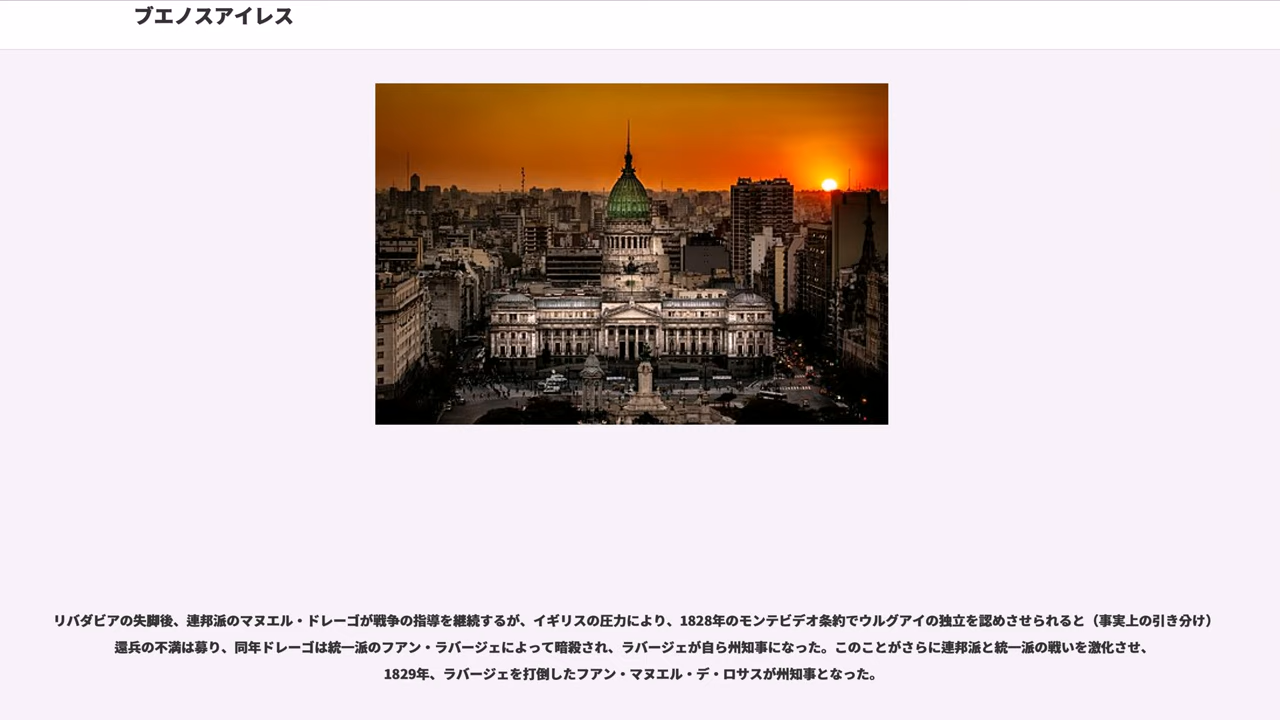 ブエノスアイレス
リバダビアの失脚後、連邦派のマヌエル・ドレーゴが戦争の指導を継続するが、イギリスの圧力により、1828年のモンテビデオ条約でウルグアイの独立を認めさせられると（事実上の引き分け）
還兵の不満は募り、同年ドレーゴは統一派のフアン・ラバージェによって暗殺され、ラバージェが自ら州知事になった。このことがさらに連邦派と統一派の戦いを激化させ、
1829年、ラバージェを打倒したフアン・マヌエル・デ・ロサスが州知事となった。